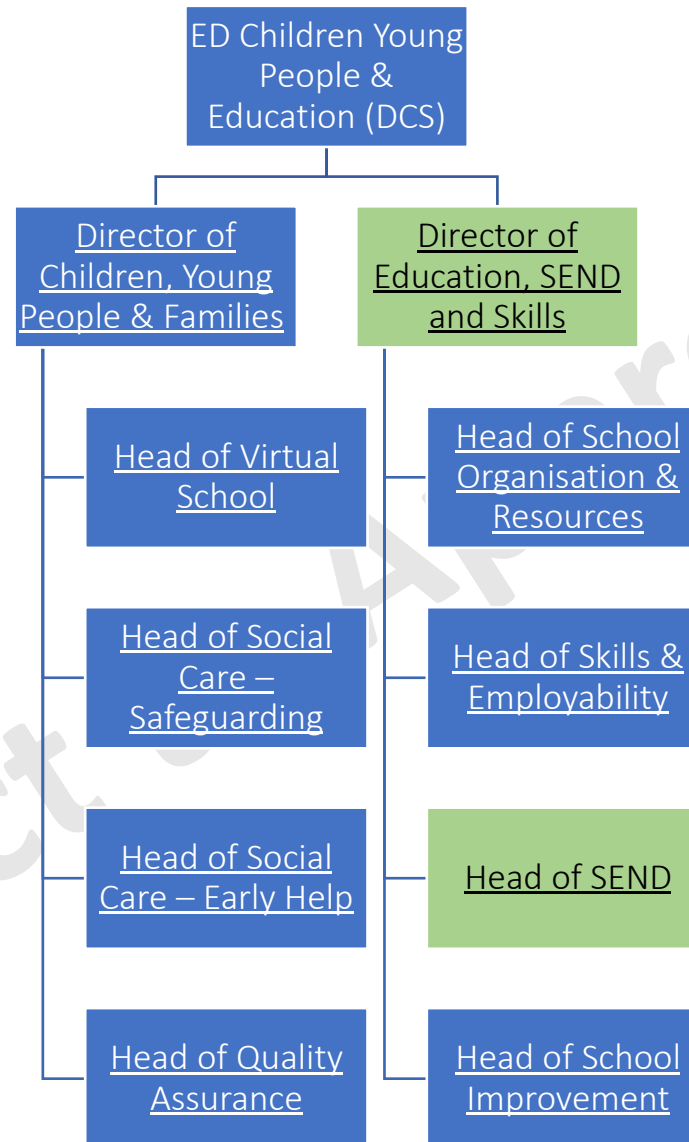 ED Children Young
People &
Education (DCS)
Director of
Children, Young
People & Families
Director of
Education, SEND
and Skills
Head of Virtual
School
Head of Social
Care –
Safeguarding
Head of Social
Care – Early Help
Head of Quality
Assurance
Head of School
Organisation &
Resources
Head of Skills &
Employability
Head of SEND
Head of School
Improvement